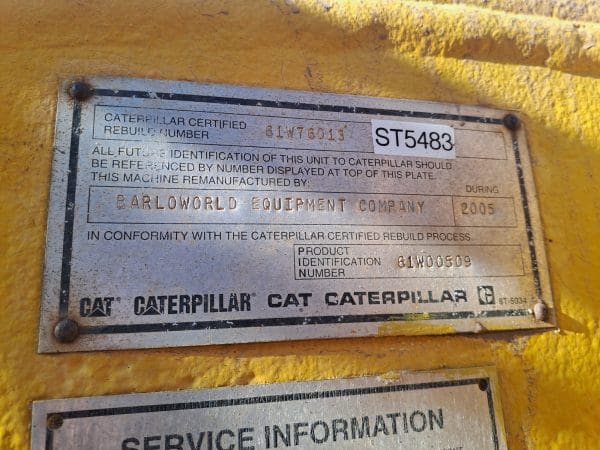 CATERPILLAR CERTIFIED
REBUILD NUMBER 61W76013 ST5483
ALL FUTURE IDENTIFICATION OF THIS UNIT TO CATERPILLAR SHOULD
BE REFERENCED BY NUMBER DISPLAYED AT TOP OF THIS PLATE.
THIS MACHINE REMANUFACTURED BY: DURING
BARLOWORLD EQUIPMENT COMPANY 2005
IN CONFORMITY WITH THE CATERPILLAR CERTIFIED REBUILD PROCESS.
PRODUCT
IDENTIFICATION 61W00509
NUMBER
CAT CATERPILLAR CAT CATERPILLAR 6T-5034
SERVICE INFORMATION